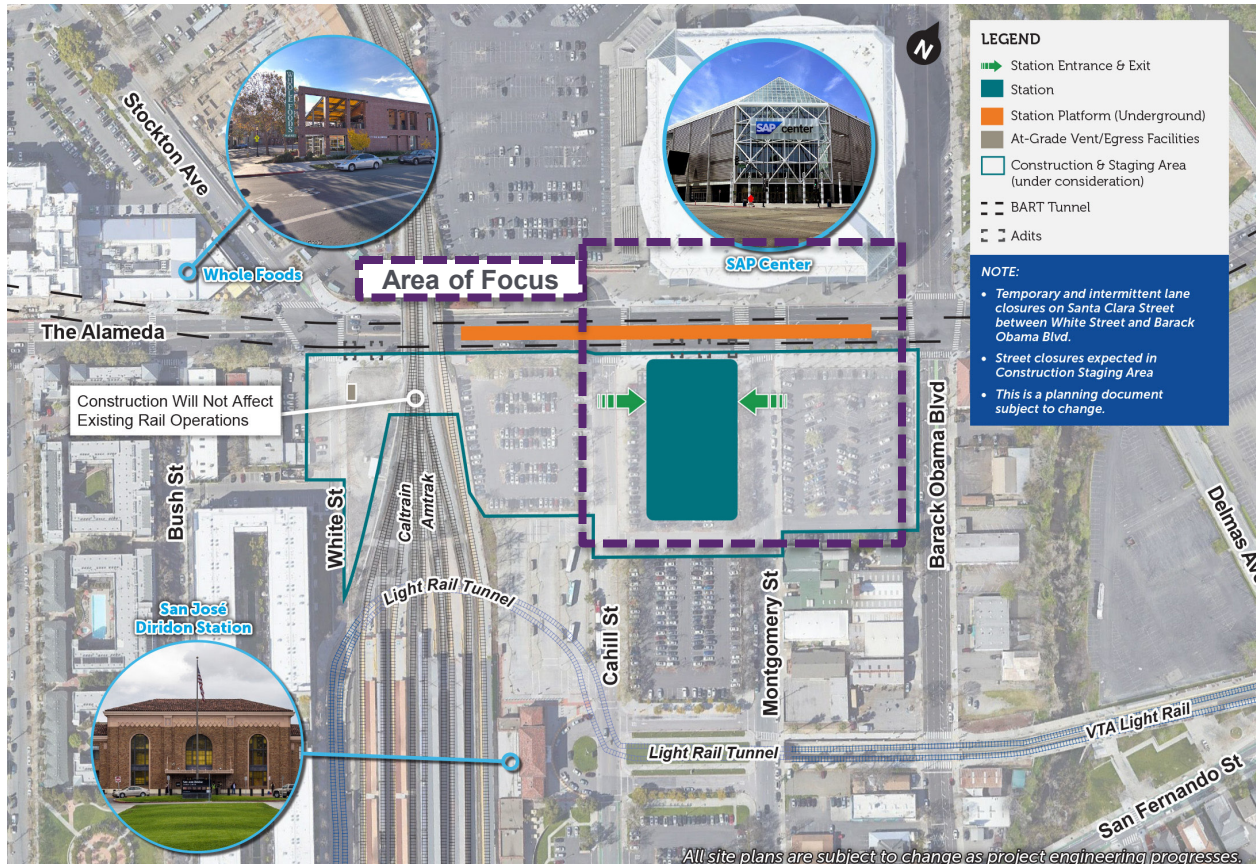 N
LEGEND
Station Entrance & Exit
Station
Station Platform (Underground)
At-Grade Vent/Egress Facilities
Construction & Staging Area
(under consideration)
BART Tunnel
Adits
NOTE:
• Temporary and intermittent lane
closures on Santa Clara Street
between White Street and Barack
Obama Blvd.
• Street closures expected in
Construction Staging Area
• This is a planning document
subject to change.
Stockton Ave
WHOLE FOODS
SAP center
Whole Foods
SAP Center
Area of Focus
The Alameda
Construction Will Not Affect
Existing Rail Operations
Bush St
White St
Caltrain
Amtrak
Barack Obama Blvd
Delmas Av
Light Rail Tunnel
San José
Diridon Station
Cahill St
Montgomery St
Light Rail Tunnel
VTA Light Rail
San Fernando St
All site plans are subject to change as project engineering progresses